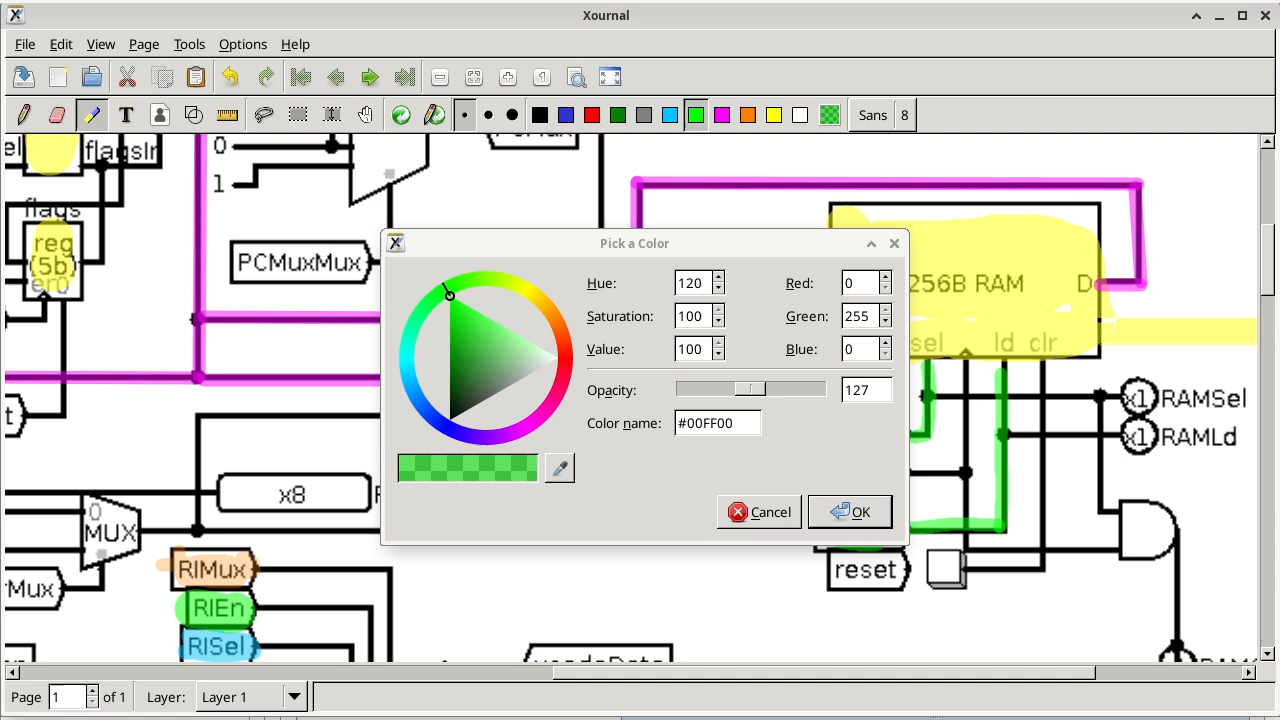 Xournal
File Edit View Page Tools Options Help
Sans 8
el flagsIn
0
1
flags
reg
(5b)
PCMuxMux
Pick a Color
Hue: 120 Red: 0
Saturation: 100 Green: 255
Value: 100 Blue: 0
Opacity: 127
Color name: #00FF00
Cancel OK
256B RAM D
sel ld clr
x1 RAMSel
x1 RAMLd
t
x8
0
MUX
RIMux
rMux
RIEn
RISel
reset
Page 1 of 1 Layer: Layer 1